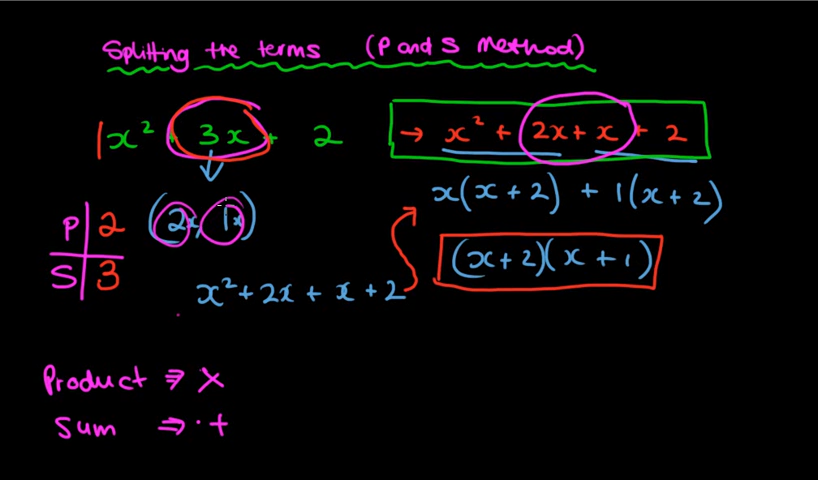 Splitting the terms (P and S Method)
1x² + 3x + 2 → x² + 2x + x + 2
x(x + 2) + 1(x + 2)
P 2 (2x, 1x)
S 3
(x + 2)(x + 1)
x² + 2x + x + 2
Product ⇒ ×
Sum ⇒ +